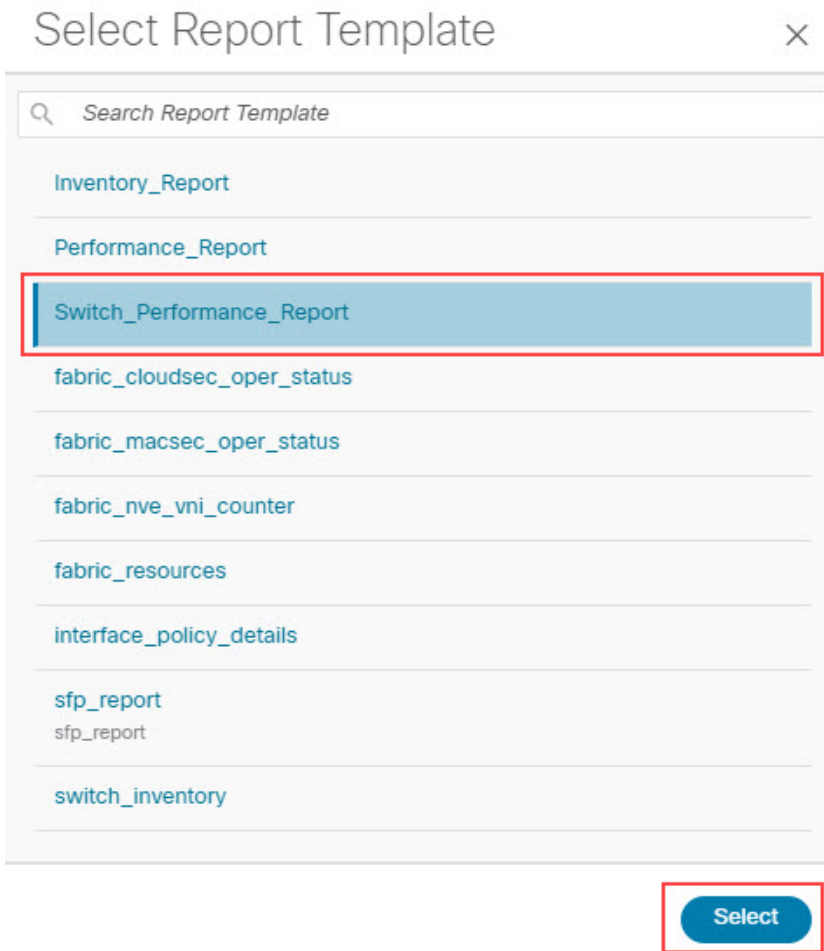 Select Report Template
Search Report Template
Inventory_Report
Performance_Report
Switch_Performance_Report
fabric_cloudsec_oper_status
fabric_macsec_oper_status
fabric_nve_vni_counter
fabric_resources
interface_policy_details
sfp_report
sfp_report
switch_inventory
Select